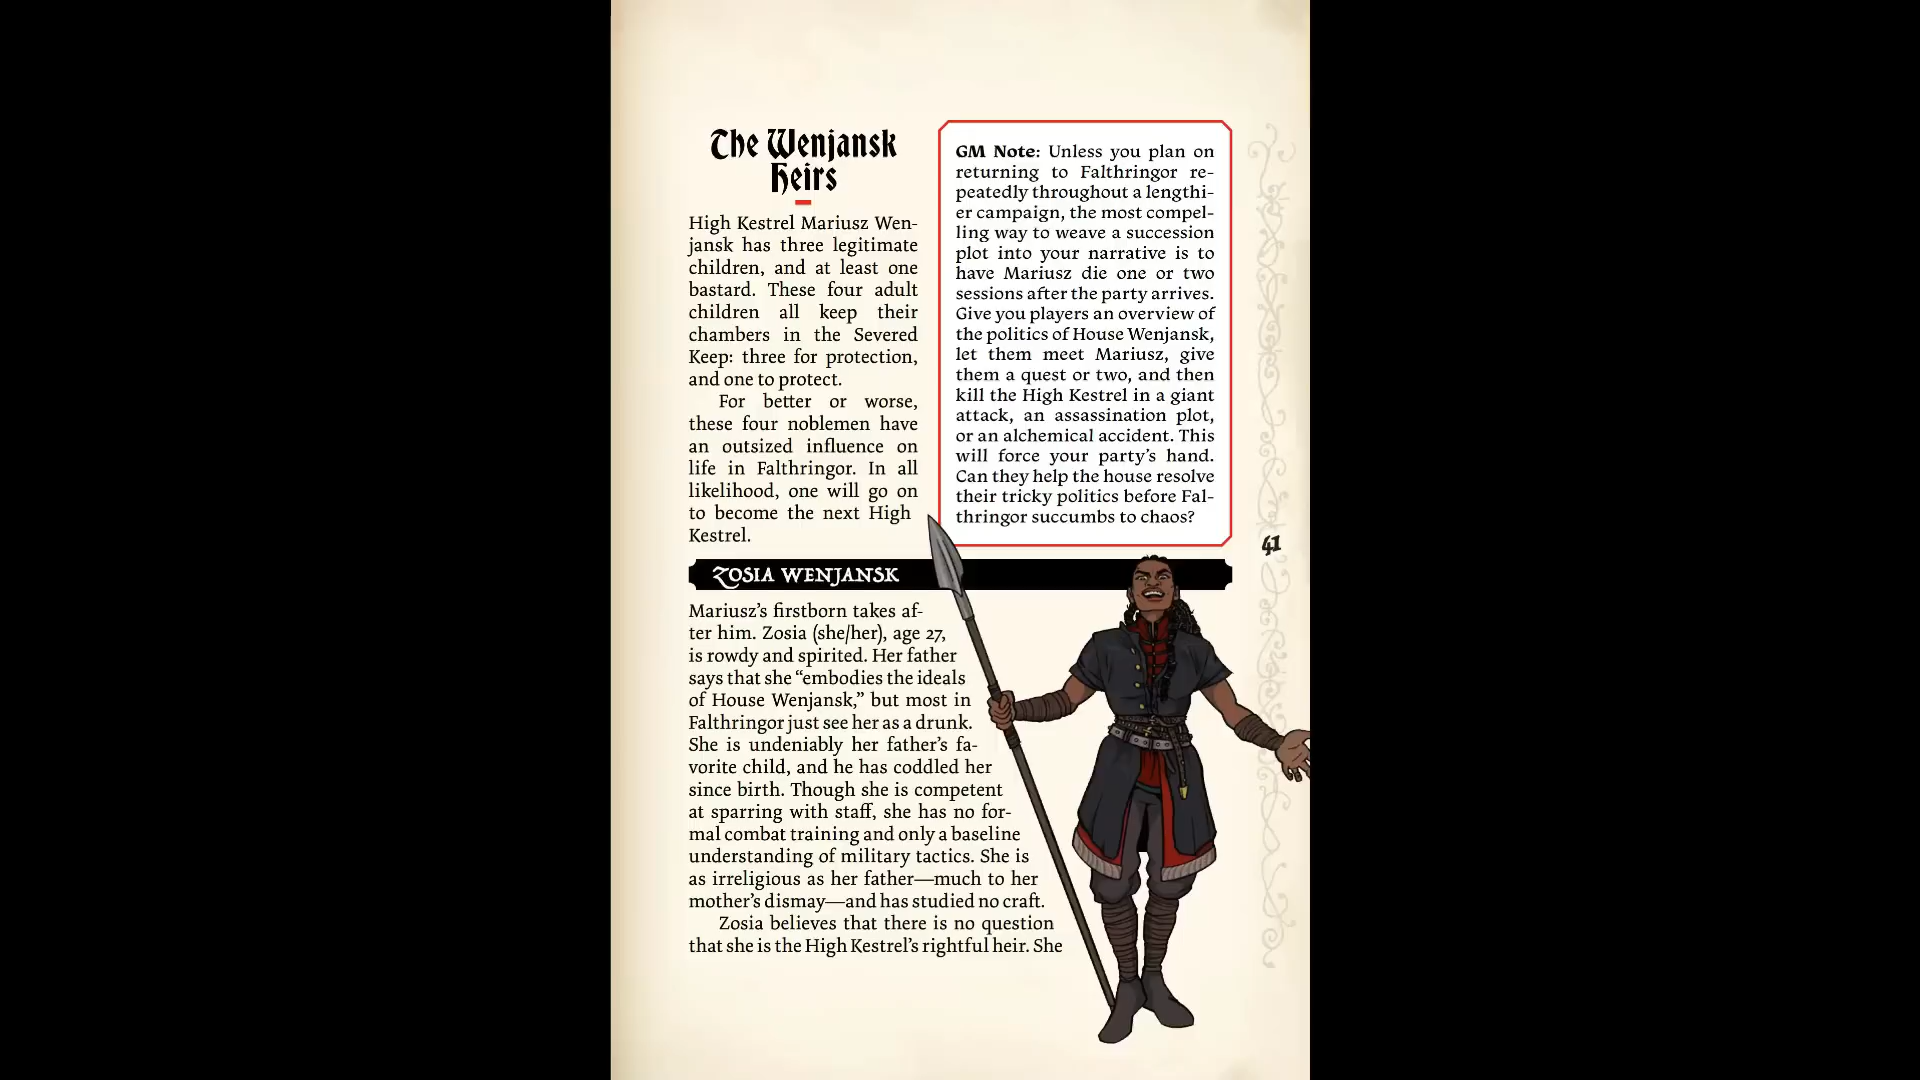 The Wenjansk
Heirs
High Kestrel Mariusz Wen-
jansk has three legitimate
children, and at least one
bastard. These four adult
children all keep their
chambers in the Severed
Keep: three for protection,
and one to protect.
For better or worse,
these four noblemen have
an outsized influence on
life in Falthringor. In all
likelihood, one will go on
to become the next High
Kestrel.
GM Note: Unless you plan on
returning to Falthringor re-
peatedly throughout a lengthi-
er campaign, the most compel-
ling way to weave a succession
plot into your narrative is to
have Mariusz die one or two
sessions after the party arrives.
Give you players an overview of
the politics of House Wenjansk,
let them meet Mariusz, give
them a quest or two, and then
kill the High Kestrel in a giant
attack, an assassination plot,
or an alchemical accident. This
will force your party’s hand.
Can they help the house resolve
their tricky politics before Fal-
thringor succumbs to chaos?
41
ZOSIA WENJANSK
Mariusz’s firstborn takes af-
ter him. Zosia (she/her), age 27,
is rowdy and spirited. Her father
says that she “embodies the ideals
of House Wenjansk,” but most in
Falthringor just see her as a drunk.
She is undeniably her father’s fa-
vorite child, and he has coddled her
since birth. Though she is competent
at sparring with staff, she has no for-
mal combat training and only a baseline
understanding of military tactics. She is
as irreligious as her father—much to her
mother’s dismay—and has studied no craft.
Zosia believes that there is no question
that she is the High Kestrel’s rightful heir. She